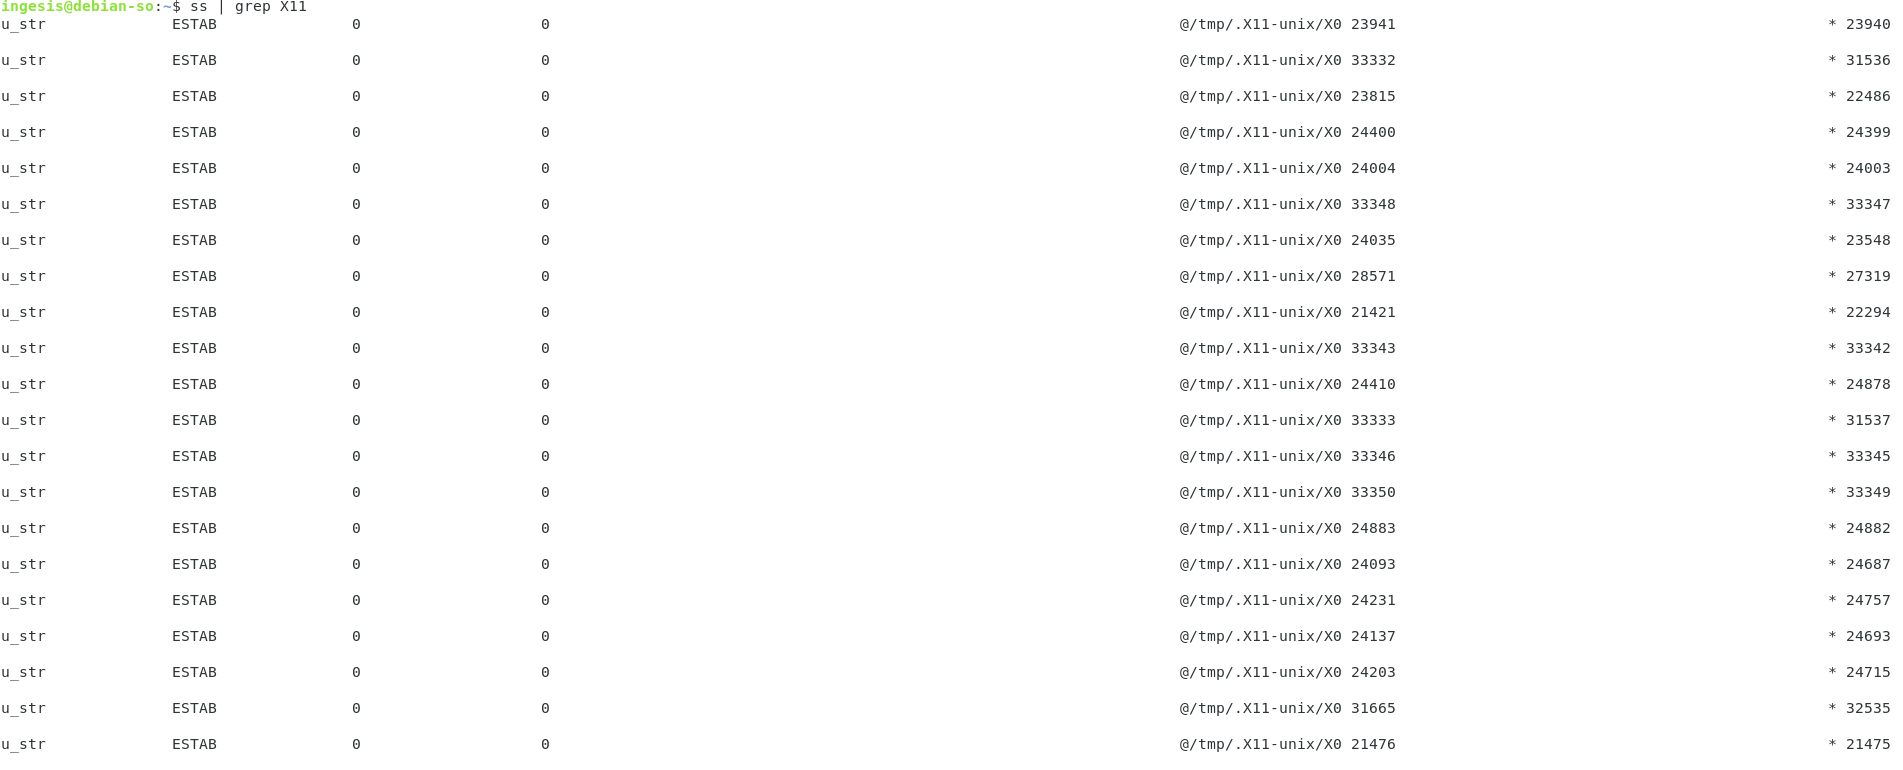 ingesis@debian-so:~$ ss | grep X11
u_str ESTAB 0 0 @/tmp/.X11-unix/X0 23941 * 23940
u_str ESTAB 0 0 @/tmp/.X11-unix/X0 33332 * 31536
u_str ESTAB 0 0 @/tmp/.X11-unix/X0 23815 * 22486
u_str ESTAB 0 0 @/tmp/.X11-unix/X0 24400 * 24399
u_str ESTAB 0 0 @/tmp/.X11-unix/X0 24004 * 24003
u_str ESTAB 0 0 @/tmp/.X11-unix/X0 33348 * 33347
u_str ESTAB 0 0 @/tmp/.X11-unix/X0 24035 * 23548
u_str ESTAB 0 0 @/tmp/.X11-unix/X0 28571 * 27319
u_str ESTAB 0 0 @/tmp/.X11-unix/X0 21421 * 22294
u_str ESTAB 0 0 @/tmp/.X11-unix/X0 33343 * 33342
u_str ESTAB 0 0 @/tmp/.X11-unix/X0 24410 * 24878
u_str ESTAB 0 0 @/tmp/.X11-unix/X0 33333 * 31537
u_str ESTAB 0 0 @/tmp/.X11-unix/X0 33346 * 33345
u_str ESTAB 0 0 @/tmp/.X11-unix/X0 33350 * 33349
u_str ESTAB 0 0 @/tmp/.X11-unix/X0 24883 * 24882
u_str ESTAB 0 0 @/tmp/.X11-unix/X0 24093 * 24687
u_str ESTAB 0 0 @/tmp/.X11-unix/X0 24231 * 24757
u_str ESTAB 0 0 @/tmp/.X11-unix/X0 24137 * 24693
u_str ESTAB 0 0 @/tmp/.X11-unix/X0 24203 * 24715
u_str ESTAB 0 0 @/tmp/.X11-unix/X0 31665 * 32535
u_str ESTAB 0 0 @/tmp/.X11-unix/X0 21476 * 21475